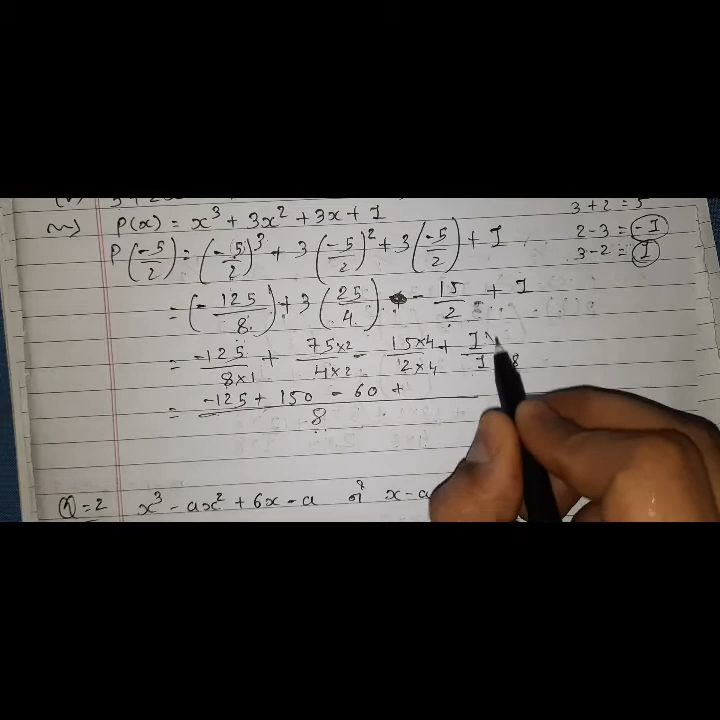 3 + 2 = 5
P(x) = x³ + 3x² + 3x + 1
2 - 3 = -1
P(-5/2) = (-5/2)³ + 3(-5/2)² + 3(-5/2) + 1
3 - 2 = 1
= (-125/8) + 3(25/4) - 15/2 + 1
= -125/8×1 + 75×2/4×2 - 15×4/2×4 + 1/1
8
= -125 + 150 - 60 + / 8
Q=2 x³ - ax² + 6x - a x - a